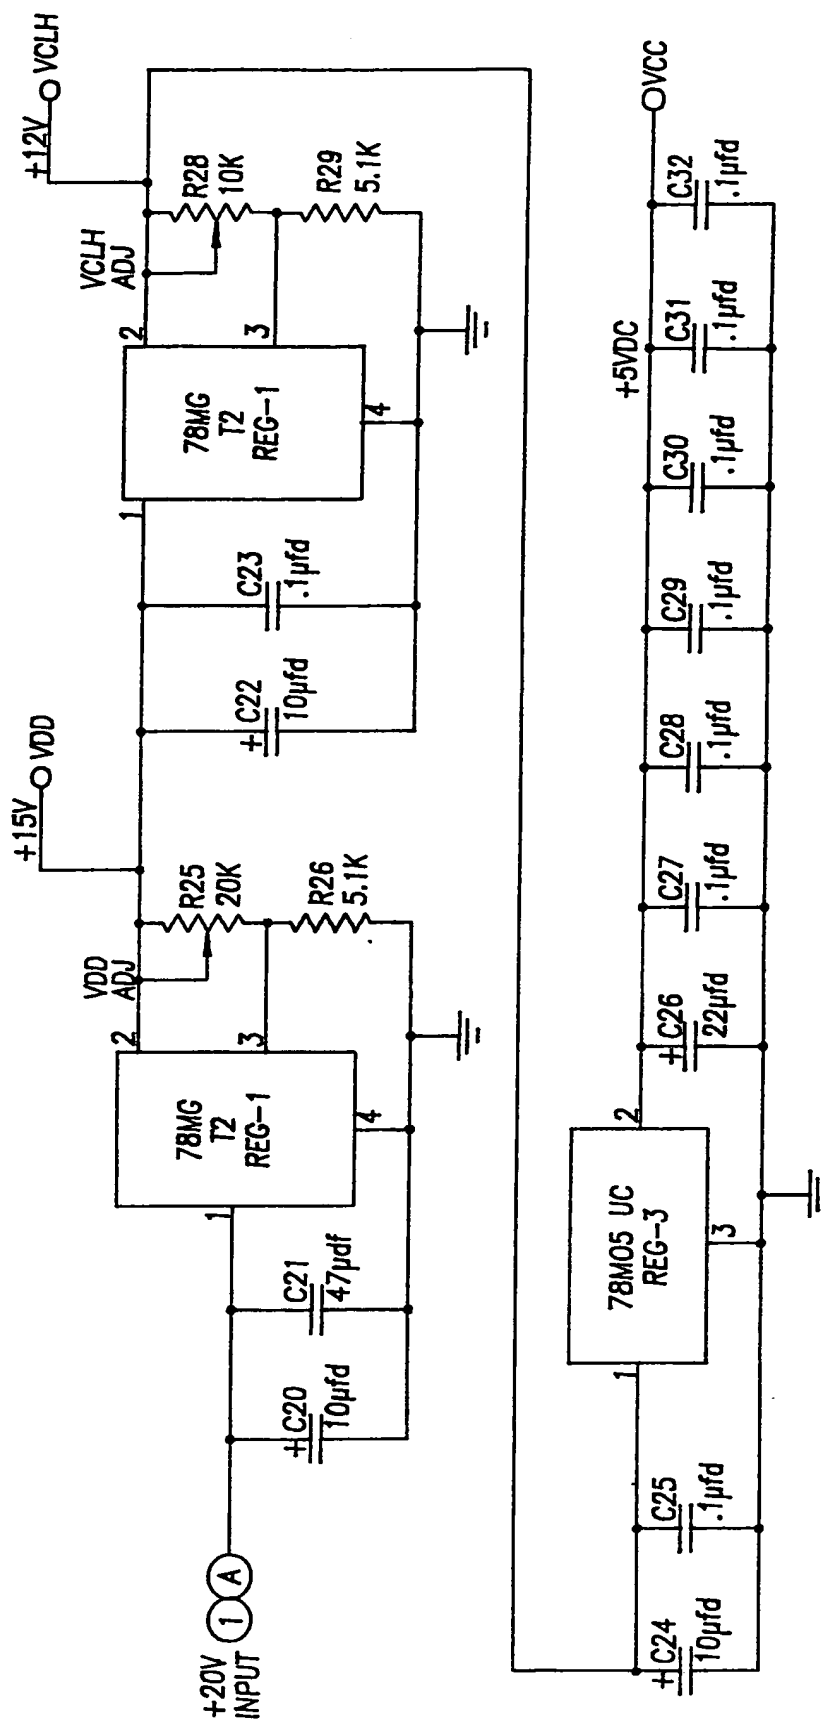 +20V
INPUT
1
A
+C20
10µfd
C21
47µdf
1
78MG
T2
REG-1
2
3
4
VDD
ADJ
R25
20K
R26
5.1K
+15V
VDD
+C22
10µfd
C23
.1µfd
1
78MG
T2
REG-1
2
3
4
VCLH
ADJ
R28
10K
R29
5.1K
+12V
VCLH
+C24
10µfd
C25
.1µfd
1
78MO5 UC
REG-3
2
3
+C26
22µfd
C27
.1µfd
C28
.1µfd
C29
.1µfd
C30
.1µfd
+5VDC
C31
.1µfd
C32
.1µfd
VCC